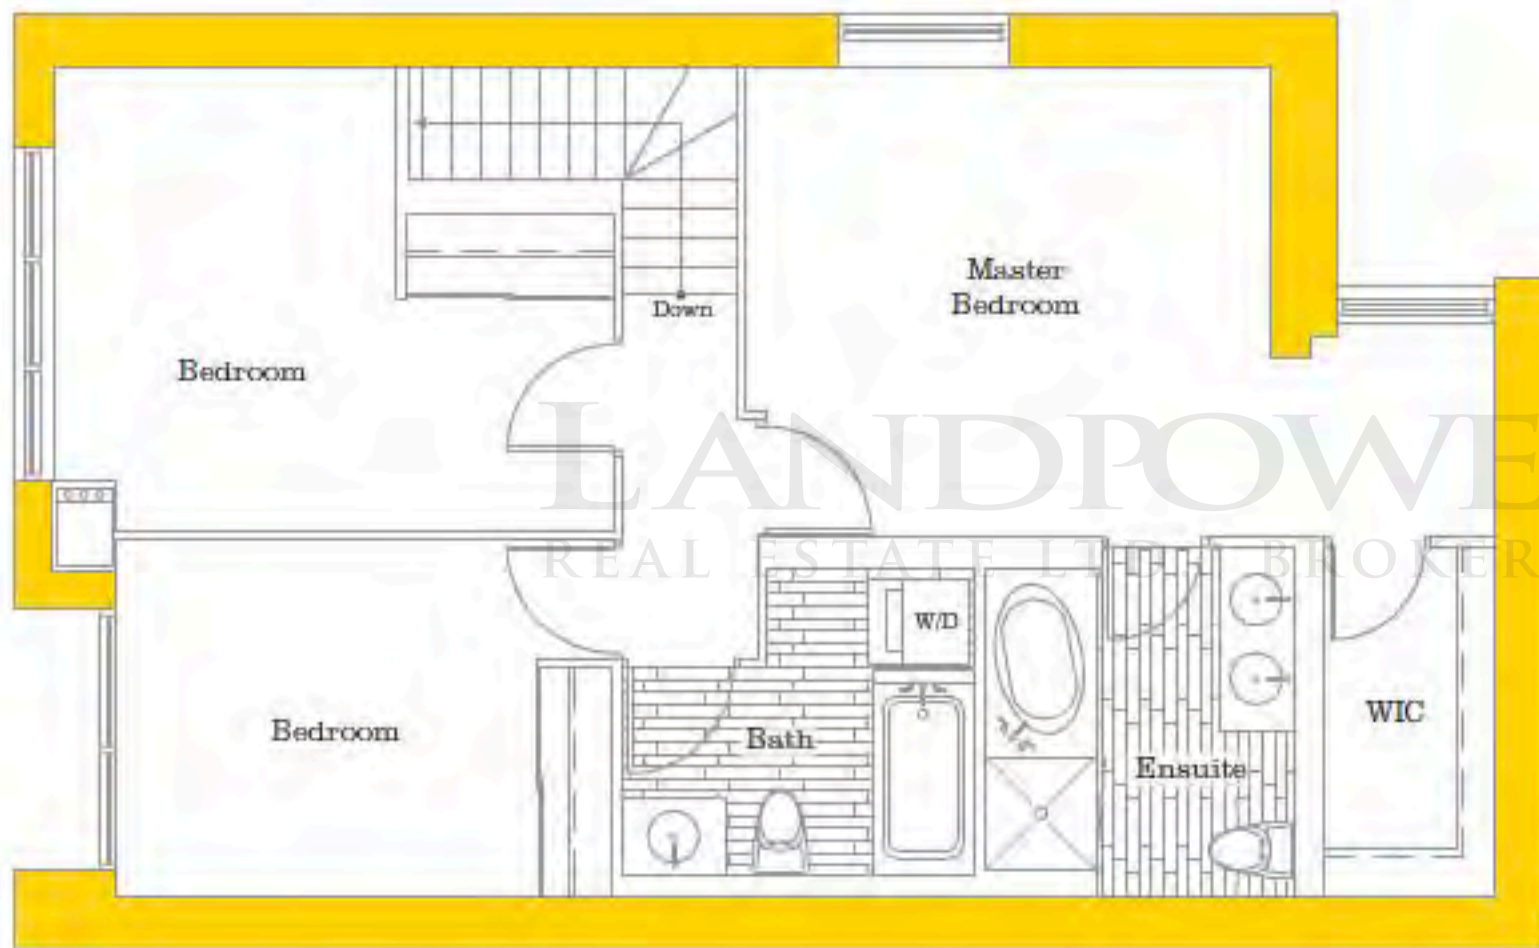 Master
Bedroom
Down
Bedroom
LANDPOWE
REAL ESTATE LTD. BROKER
W/D
WIC
Bedroom
Bath
Ensuite